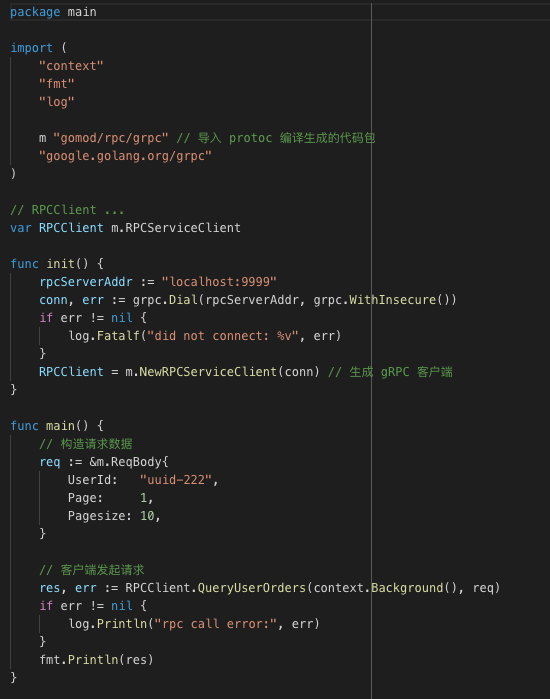 package main
import (
"context"
"fmt"
"log"
m "gomod/rpc/grpc" // 导入 protoc 编译生成的代码包
"google.golang.org/grpc"
)
// RPCClient ...
var RPCClient m.RPCServiceClient
func init() {
rpcServerAddr := "localhost:9999"
conn, err := grpc.Dial(rpcServerAddr, grpc.WithInsecure())
if err != nil {
log.Fatalf("did not connect: %v", err)
}
RPCClient = m.NewRPCServiceClient(conn) // 生成 gRPC 客户端
}
func main() {
// 构造请求数据
req := &m.ReqBody{
UserId:   "uuid-222",
Page:     1,
Pagesize: 10,
}
// 客户端发起请求
res, err := RPCClient.QueryUserOrders(context.Background(), req)
if err != nil {
log.Println("rpc call error:", err)
}
fmt.Println(res)
}